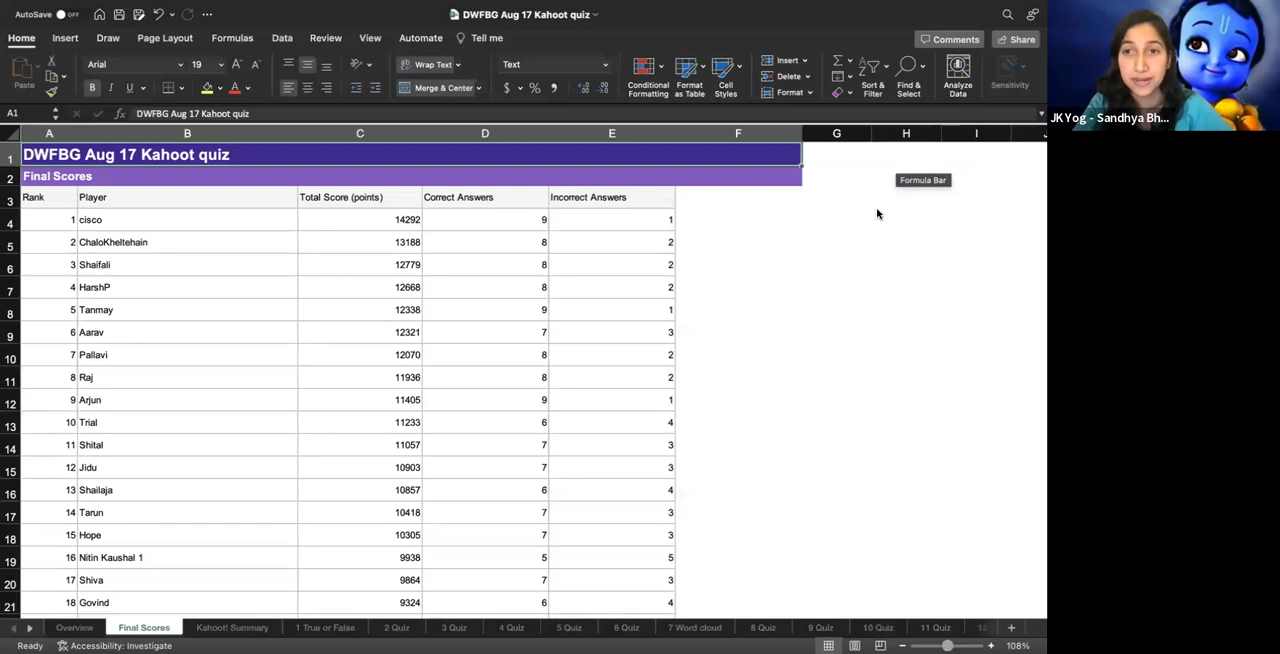 AutoSave OFF
DWFBG Aug 17 Kahoot quiz
Home Insert Draw Page Layout Formulas Data Review View Automate Tell me
Comments Share
Paste
Arial 19
Wrap Text
Merge & Center
Text
Conditional Formatting
Format as Table
Cell Styles
Insert
Delete
Format
Sort & Filter
Find & Select
Analyze Data
Sensitivity
A1 fx DWFBG Aug 17 Kahoot quiz
A B C D E F G H I J
1 DWFBG Aug 17 Kahoot quiz
2 Final Scores
Formula Bar
3 Rank Player Total Score (points) Correct Answers Incorrect Answers
4 1 cisco 14292 9 1
5 2 ChaloKheltehain 13188 8 2
6 3 Shaifali 12779 8 2
7 4 HarshP 12668 8 2
8 5 Tanmay 12338 9 1
9 6 Aarav 12321 7 3
10 7 Pallavi 12070 8 2
11 8 Raj 11936 8 2
12 9 Arjun 11405 9 1
13 10 Trial 11233 6 4
14 11 Shital 11057 7 3
15 12 Jidu 10903 7 3
16 13 Shailaja 10857 6 4
17 14 Tarun 10418 7 3
18 15 Hope 10305 7 3
19 16 Nitin Kaushal 1 9938 5 5
20 17 Shiva 9864 7 3
21 18 Govind 9324 6 4
Overview Final Scores Kahoot! Summary 1 True or False 2 Quiz 3 Quiz 4 Quiz 5 Quiz 6 Quiz 7 Word cloud 8 Quiz 9 Quiz 10 Quiz 11 Quiz
Ready Accessibility: Investigate 108%
JKYog - Sandhya Bh...